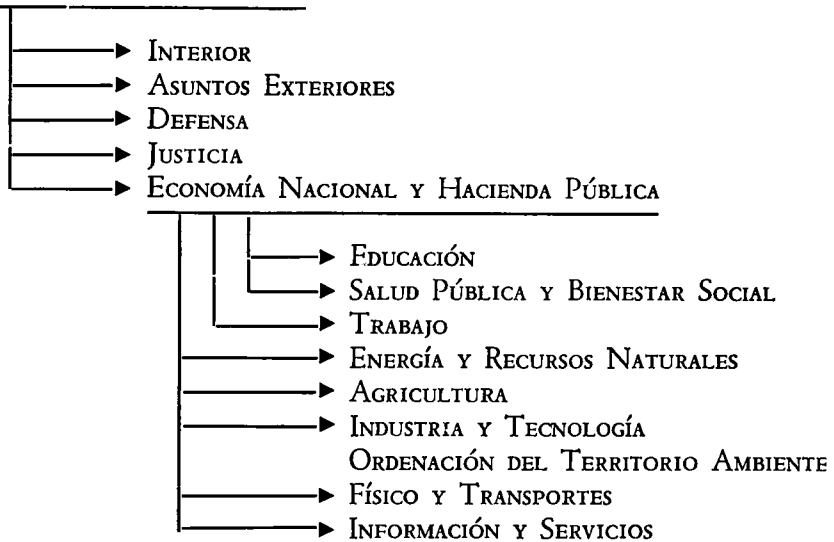 INTERIOR
ASUNTOS EXTERIORES
DEFENSA
JUSTICIA
ECONOMÍA NACIONAL Y HACIENDA PÚBLICA
EDUCACIÓN
SALUD PÚBLICA Y BIENESTAR SOCIAL
TRABAJO
ENERGÍA Y RECURSOS NATURALES
AGRICULTURA
INDUSTRIA Y TECNOLOGÍA
ORDENACIÓN DEL TERRITORIO AMBIENTE
FÍSICO Y TRANSPORTES
INFORMACIÓN Y SERVICIOS